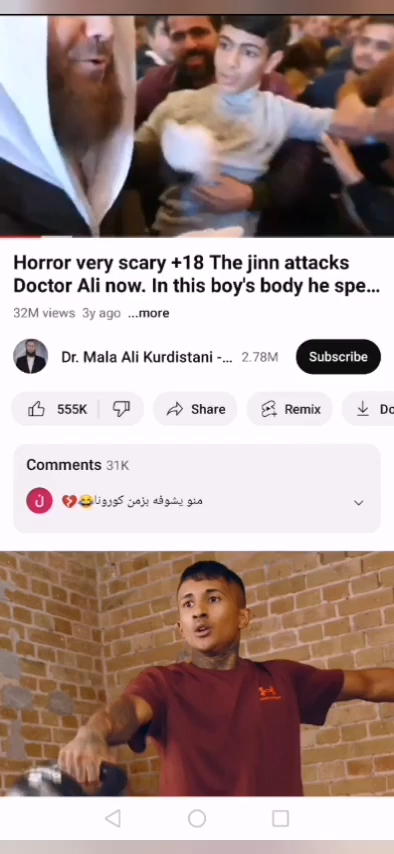 Horror very scary +18 The jinn attacks
Doctor Ali now. In this boy's body he spe...
32M views 3y ago ...more
Dr. Mala Ali Kurdistani -... 2.78M Subscribe
555K Share Remix Do
Comments 31K
ن منو يشوفه بزمن كورونا😂💔